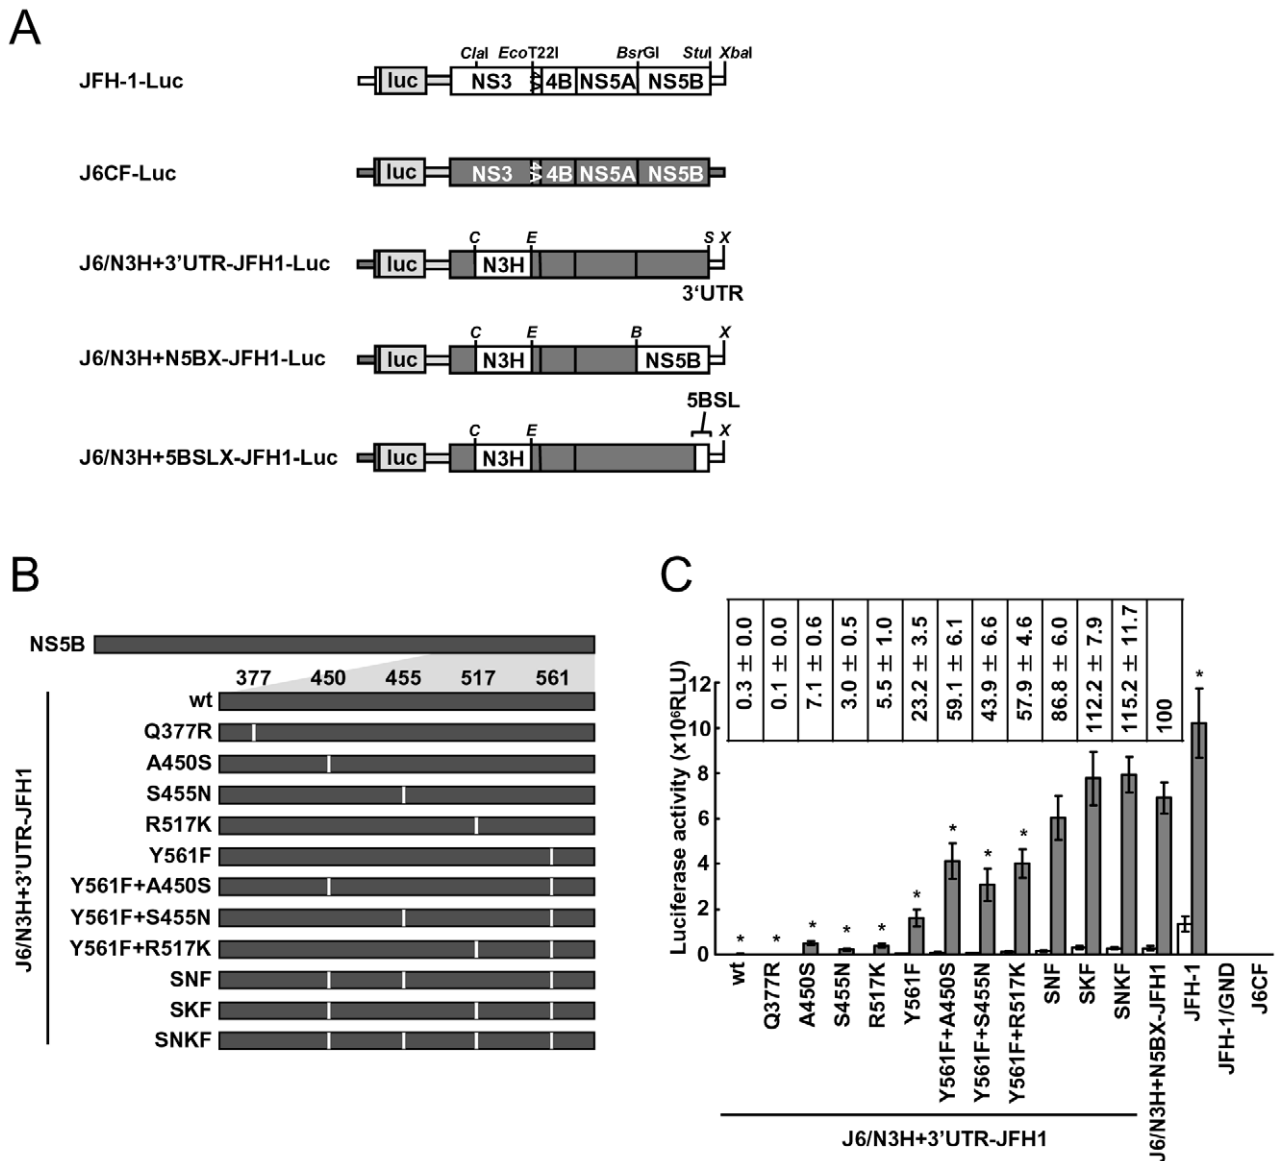 A
ClaI EcoT22I BsrGI StuI XbaI
JFH-1-Luc luc NS3 4A 4B NS5A NS5B
J6CF-Luc luc NS3 4A 4B NS5A NS5B
C E S X
J6/N3H+3'UTR-JFH1-Luc luc N3H
3'UTR
C E B X
J6/N3H+N5BX-JFH1-Luc luc N3H NS5B
5BSL
C E X
J6/N3H+5BSLX-JFH1-Luc luc N3H
B
NS5B
377 450 455 517 561
wt
Q377R
A450S
S455N
R517K
Y561F
Y561F+A450S
Y561F+S455N
Y561F+R517K
SNF
SKF
SNKF
J6/N3H+3'UTR-JFH1
C
0.3 ± 0.0
0.1 ± 0.0
7.1 ± 0.6
3.0 ± 0.5
5.5 ± 1.0
23.2 ± 3.5
59.1 ± 6.1
43.9 ± 6.6
57.9 ± 4.6
86.8 ± 6.0
112.2 ± 7.9
115.2 ± 11.7
100
Luciferase activity (x10⁶RLU)
12
10
8
6
4
2
0
* * * * * * * * * *
wt
Q377R
A450S
S455N
R517K
Y561F
Y561F+A450S
Y561F+S455N
Y561F+R517K
SNF
SKF
SNKF
J6/N3H+N5BX-JFH1
JFH-1
JFH-1/GND
J6CF
J6/N3H+3'UTR-JFH1